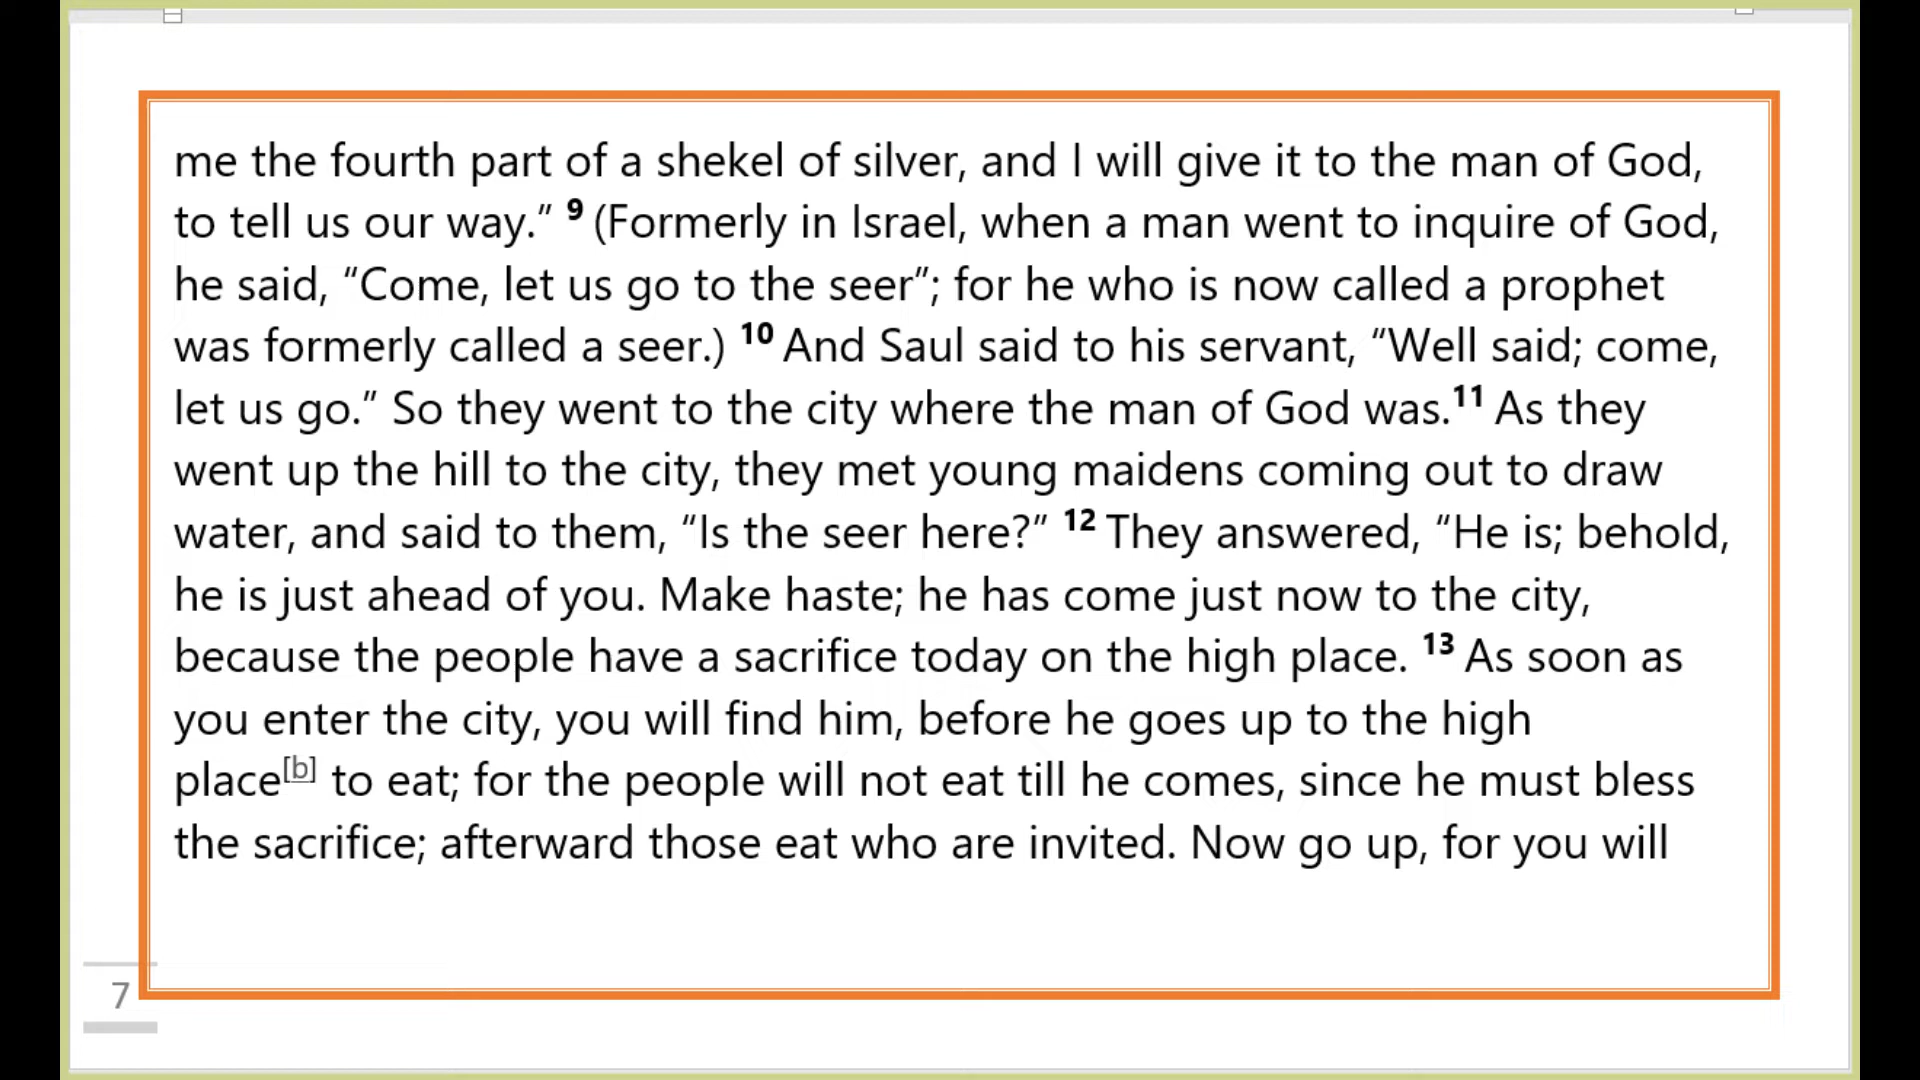 me the fourth part of a shekel of silver, and I will give it to the man of God,
to tell us our way.” 9 (Formerly in Israel, when a man went to inquire of God,
he said, “Come, let us go to the seer”; for he who is now called a prophet
was formerly called a seer.) 10 And Saul said to his servant, “Well said; come,
let us go.” So they went to the city where the man of God was.11 As they
went up the hill to the city, they met young maidens coming out to draw
water, and said to them, “Is the seer here?” 12 They answered, “He is; behold,
he is just ahead of you. Make haste; he has come just now to the city,
because the people have a sacrifice today on the high place. 13 As soon as
you enter the city, you will find him, before he goes up to the high
place[b] to eat; for the people will not eat till he comes, since he must bless
the sacrifice; afterward those eat who are invited. Now go up, for you will
7